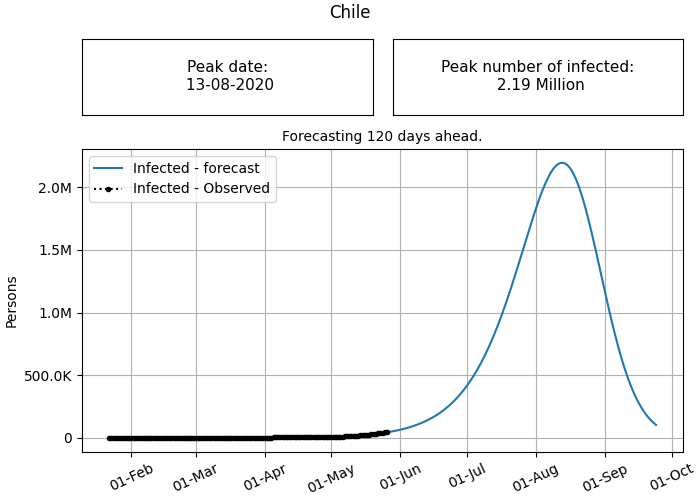 Chile
Peak date:
13-08-2020
Peak number of infected:
2.19 Million
Forecasting 120 days ahead.
Infected - forecast
Infected - Observed
Persons
2.0M
1.5M
1.0M
500.0K
0
01-Feb
01-Mar
01-Apr
01-May
01-Jun
01-Jul
01-Aug
01-Sep
01-Oct